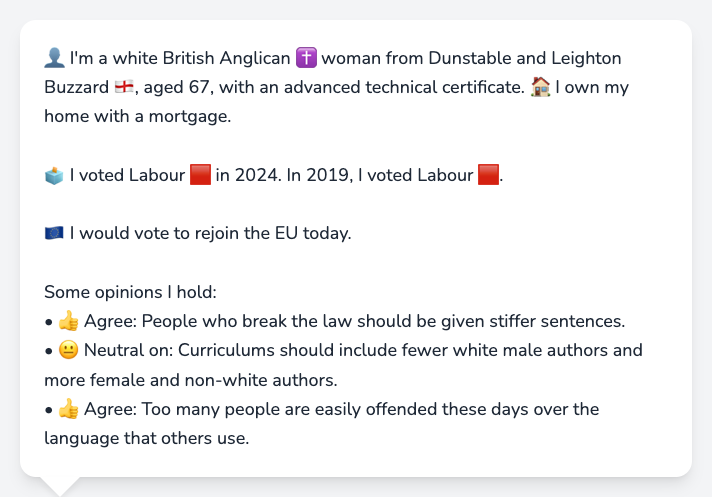 👤 I'm a white British Anglican ✝️ woman from Dunstable and Leighton
Buzzard 🏴󠁧󠁢󠁥󠁮󠁧󠁿, aged 67, with an advanced technical certificate. 🏠 I own my
home with a mortgage.
🗳️ I voted Labour 🟥 in 2024. In 2019, I voted Labour 🟥.
🇪🇺 I would vote to rejoin the EU today.
Some opinions I hold:
• 👍 Agree: People who break the law should be given stiffer sentences.
• 😐 Neutral on: Curriculums should include fewer white male authors and
more female and non-white authors.
• 👍 Agree: Too many people are easily offended these days over the
language that others use.